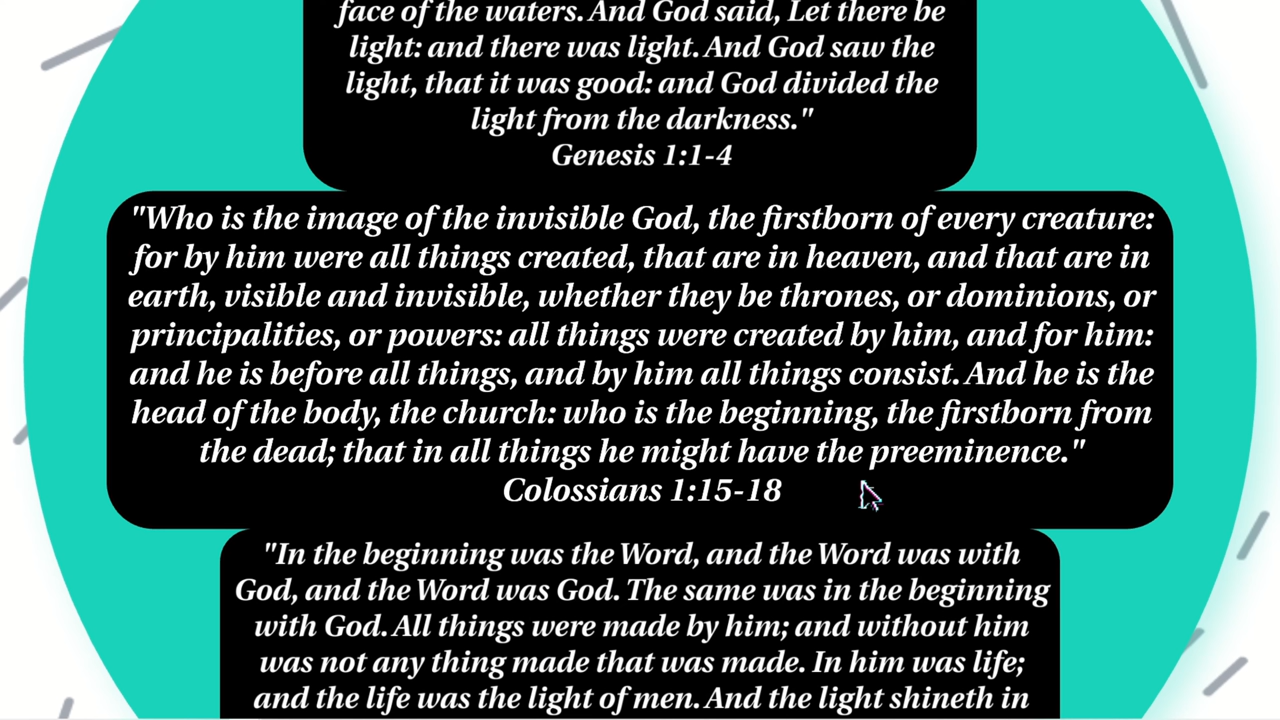 face of the waters. And God said, Let there be
light: and there was light. And God saw the
light, that it was good: and God divided the
light from the darkness."
Genesis 1:1-4
"Who is the image of the invisible God, the firstborn of every creature:
for by him were all things created, that are in heaven, and that are in
earth, visible and invisible, whether they be thrones, or dominions, or
principalities, or powers: all things were created by him, and for him:
and he is before all things, and by him all things consist. And he is the
head of the body, the church: who is the beginning, the firstborn from
the dead; that in all things he might have the preeminence."
Colossians 1:15-18
"In the beginning was the Word, and the Word was with
God, and the Word was God. The same was in the beginning
with God. All things were made by him; and without him
was not any thing made that was made. In him was life;
and the life was the light of men. And the light shineth in